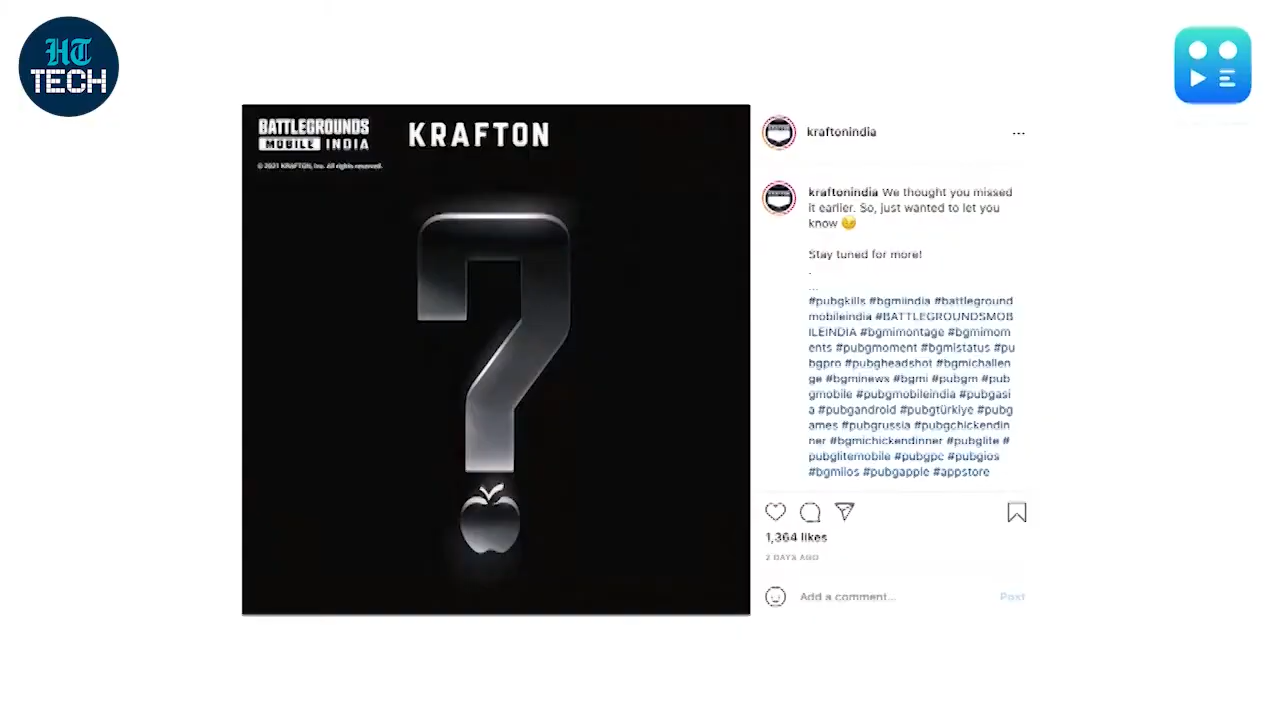 HT
TECH
BATTLEGROUNDS
MOBILE INDIA
© 2021 KRAFTON, Inc. All rights reserved.
KRAFTON
kraftonindia
...
kraftonindia We thought you missed
it earlier. So, just wanted to let you
know 😉
Stay tuned for more!
.
...
#pubgkills #bgmiindia #battleground
mobileindia #BATTLEGROUNDSMOB
ILEINDIA #bgmimontage #bgmimom
ents #pubgmoment #bgmistatus #pu
bgpro #pubgheadshot #bgmichallen
ge #bgminews #bgmi #pubgm #pub
gmobile #pubgmobileindia #pubgasi
a #pubgandroid #pubgtürkiye #pubg
ames #pubgrussia #pubgchickendin
ner #bgmichickendinner #pubglite #
pubglitemobile #pubgpc #pubgios
#bgmiios #pubgapple #appstore
1,364 likes
2 DAYS AGO
Add a comment...
Post
?